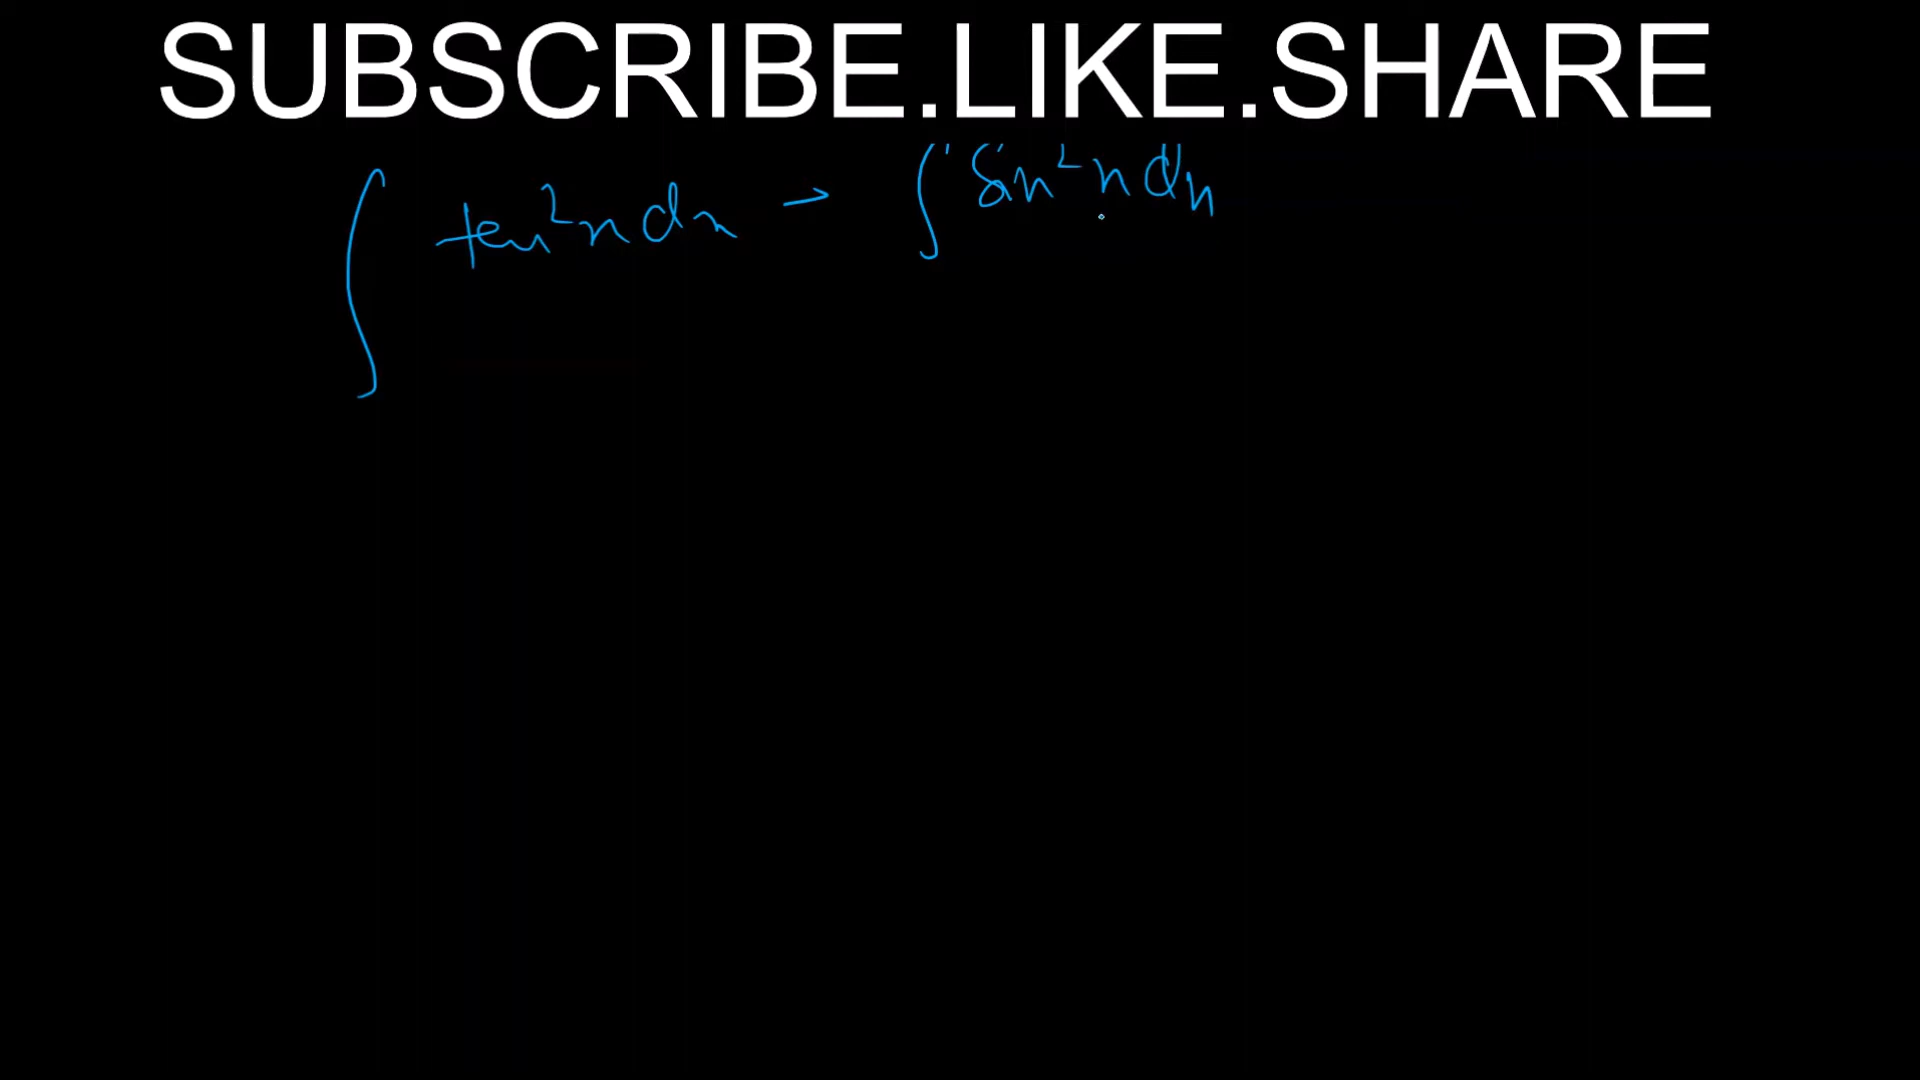 SUBSCRIBE.LIKE.SHARE
∫ tan²x dx → ∫ sin²x dx